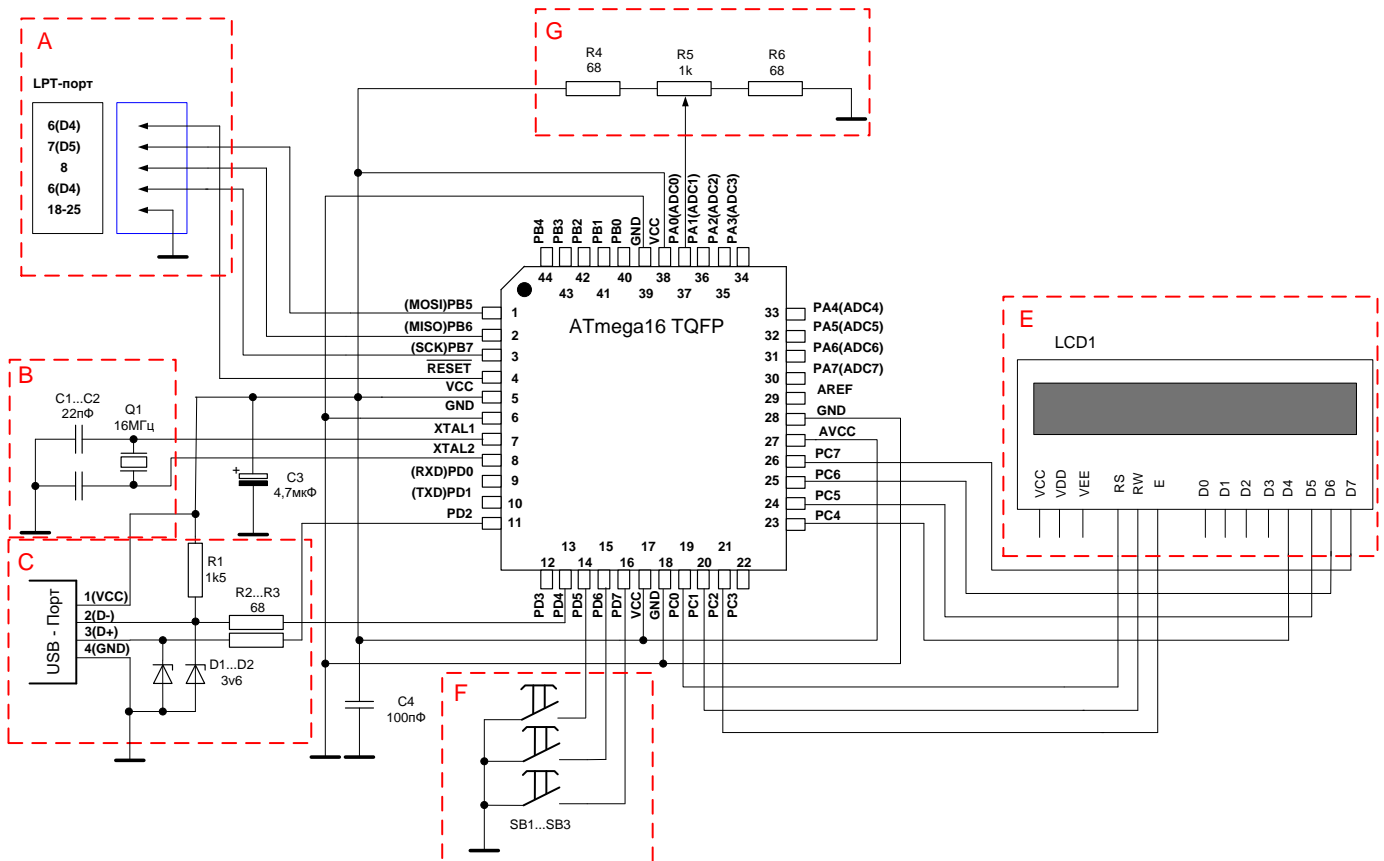 A
LPT-порт
6(D4)
7(D5)
8
6(D4)
18-25
G
R4
68
R5
1k
R6
68
PB4
PB3
PB2
PB1
PB0
GND
VCC
PA0(ADC0)
PA1(ADC1)
PA2(ADC2)
PA3(ADC3)
44
43
42
41
40
39
38
37
36
35
34
ATmega16 TQFP
(MOSI)PB5
1
(MISO)PB6
2
(SCK)PB7
3
RESET
4
VCC
5
GND
6
XTAL1
7
XTAL2
8
(RXD)PD0
9
(TXD)PD1
10
PD2
11
33
PA4(ADC4)
32
PA5(ADC5)
31
PA6(ADC6)
30
PA7(ADC7)
29
AREF
28
GND
27
AVCC
26
PC7
25
PC6
24
PC5
23
PC4
12
13
14
15
16
17
18
19
20
21
22
PD3
PD4
PD5
PD6
PD7
VCC
GND
PC0
PC1
PC2
PC3
B
C1...C2
22пФ
Q1
16МГц
+
C3
4,7мкФ
C
USB - Порт
1(VCC)
2(D-)
3(D+)
4(GND)
R1
1k5
R2...R3
68
D1...D2
3v6
C4
100пФ
F
SB1...SB3
E
LCD1
VCC
VDD
VEE
RS
RW
E
D0
D1
D2
D3
D4
D5
D6
D7